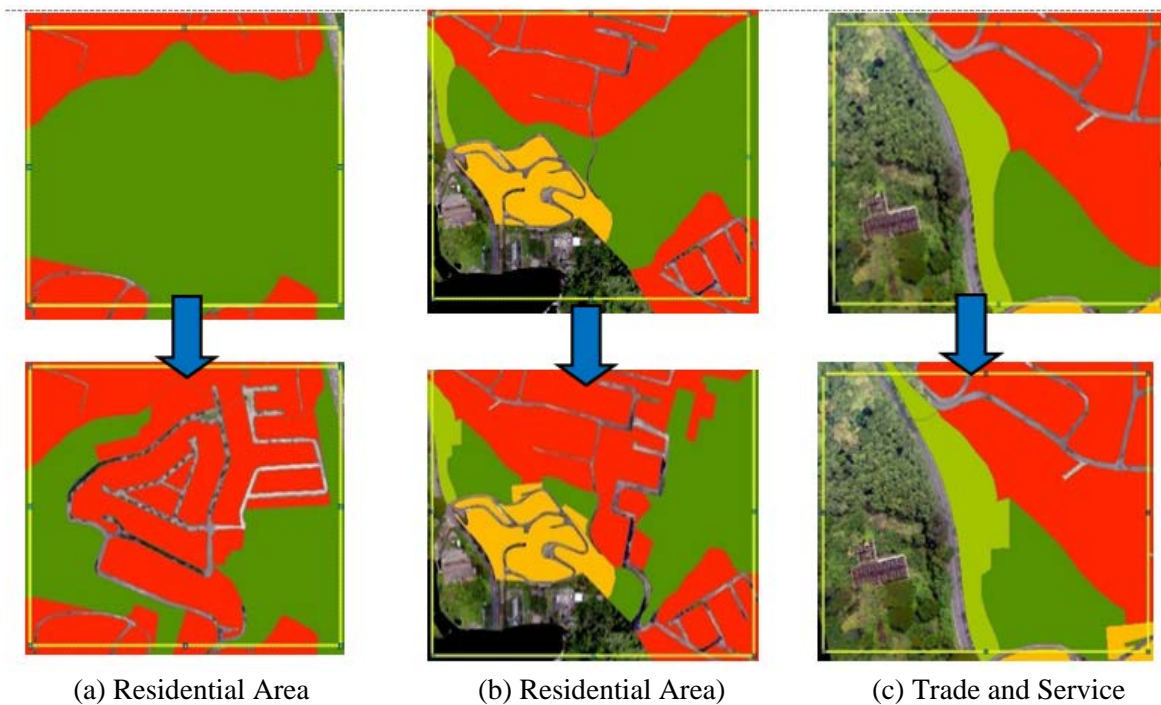 (a) Residential Area
(b) Residential Area)
(c) Trade and Service